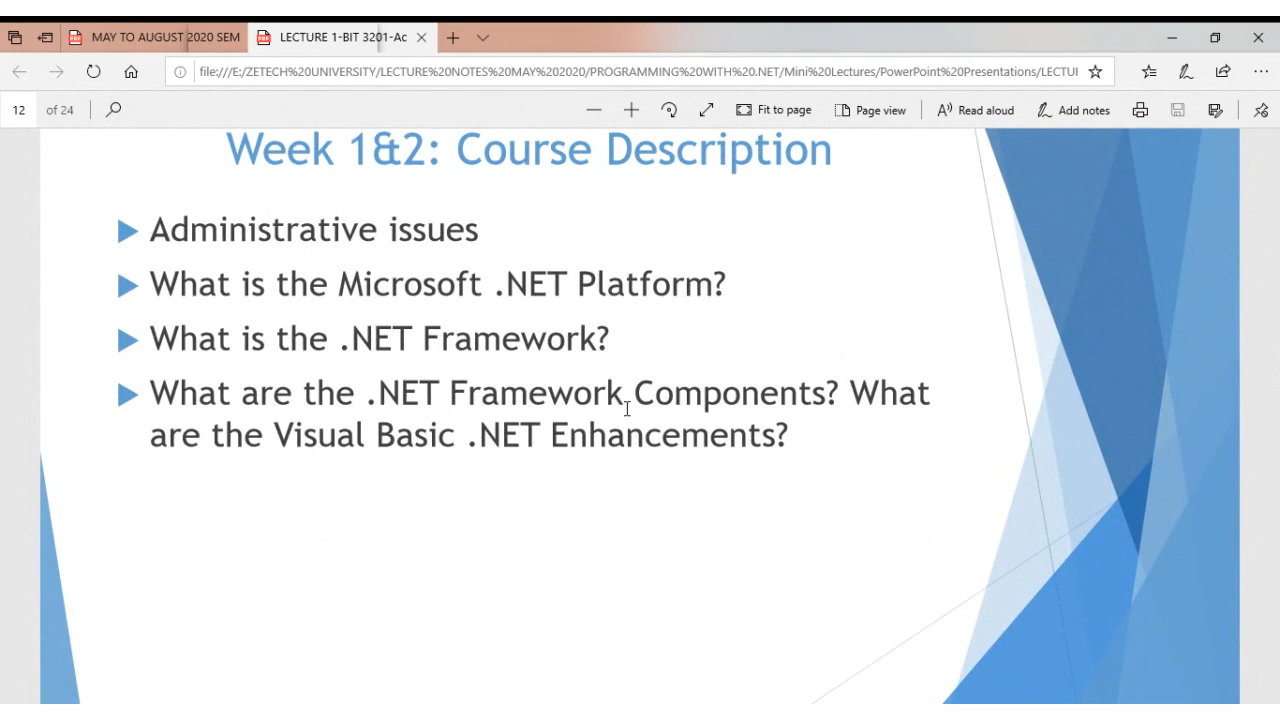 MAY TO AUGUST 2020 SEM
LECTURE 1-BIT 3201-Ac
file:///E:/ZETECH%20UNIVERSITY/LECTURE%20NOTES%20MAY%202020/PROGRAMMING%20WITH%20.NET/Mini%20Lectures/PowerPoint%20Presentations/LECTUI
12 of 24
Fit to page
Page view
Read aloud
Add notes
Week 1&2: Course Description
Administrative issues
What is the Microsoft .NET Platform?
What is the .NET Framework?
What are the .NET Framework Components? What
are the Visual Basic .NET Enhancements?